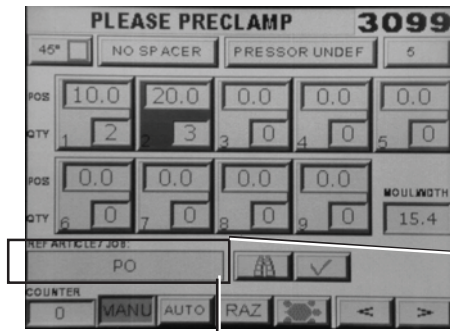 PLEASE PRECLAMP 3099
45° NO SPACER PRESSOR UNDEF 5
POS 10.0 20.0 0.0 0.0 0.0
QTY 1 2 2 3 3 0 4 0 5 0
POS 0.0 0.0 0.0 0.0 MOULWIDTH
QTY 6 0 7 0 8 0 9 0 15.4
REF ARTICLE / JOB:
PO
COUNTER
0 MANU AUTO RAZ < >